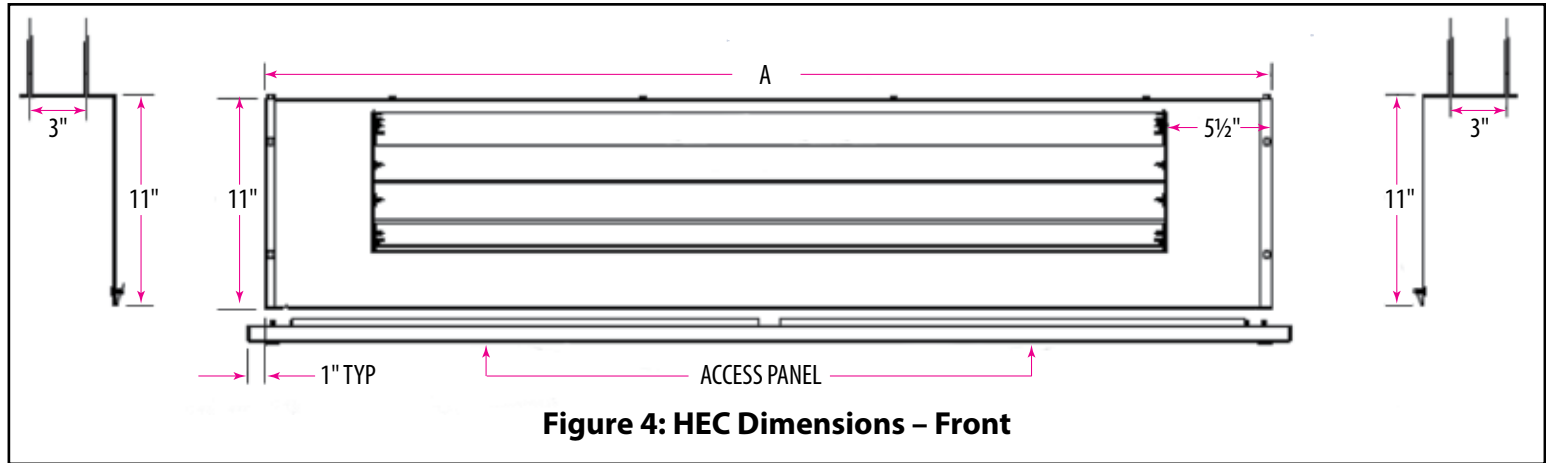 A
3"
5½"
3"
11"
11"
11"
1" TYP
ACCESS PANEL
Figure 4: HEC Dimensions – Front